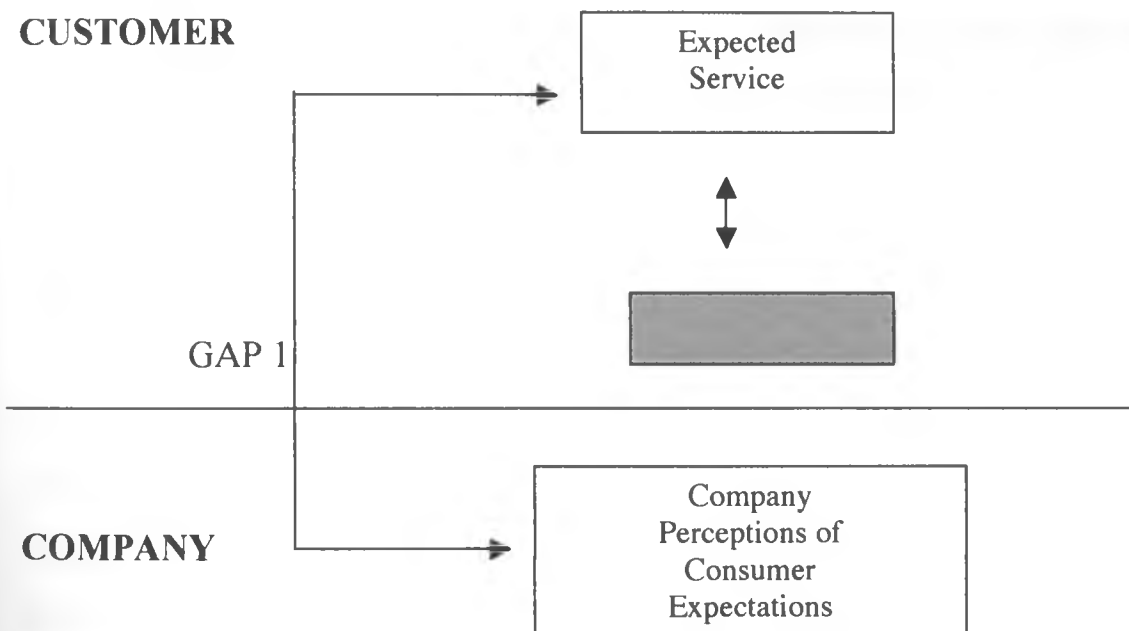 CUSTOMER
Expected
Service
GAP 1
COMPANY
Company
Perceptions of
Consumer
Expectations